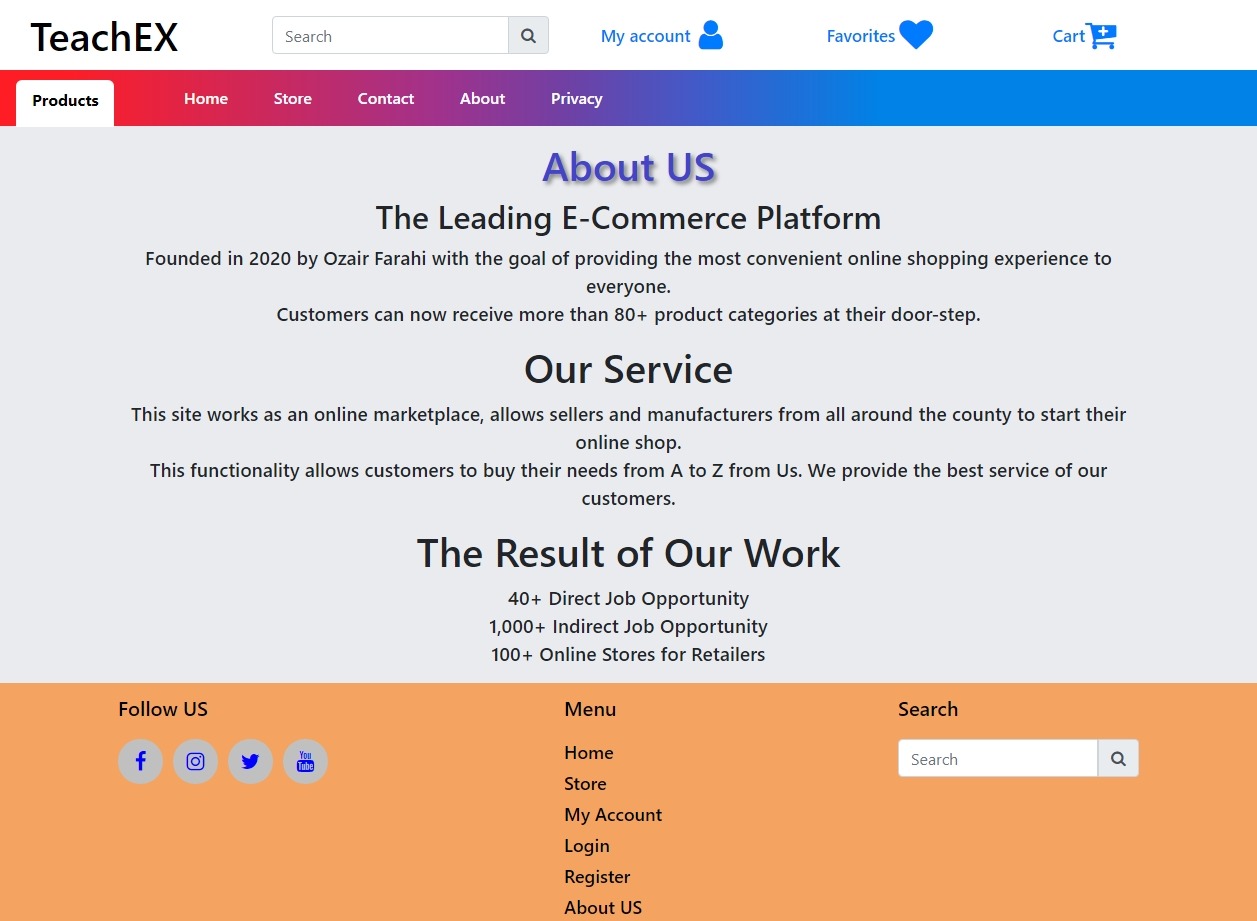 TeachEX
Search
My account
Favorites
Cart
Products
Home
Store
Contact
About
Privacy
About US
The Leading E-Commerce Platform
Founded in 2020 by Ozair Farahi with the goal of providing the most convenient online shopping experience to
everyone.
Customers can now receive more than 80+ product categories at their door-step.
Our Service
This site works as an online marketplace, allows sellers and manufacturers from all around the county to start their
online shop.
This functionality allows customers to buy their needs from A to Z from Us. We provide the best service of our
customers.
The Result of Our Work
40+ Direct Job Opportunity
1,000+ Indirect Job Opportunity
100+ Online Stores for Retailers
Follow US
You
Tube
Menu
Home
Store
My Account
Login
Register
About US
Search
Search